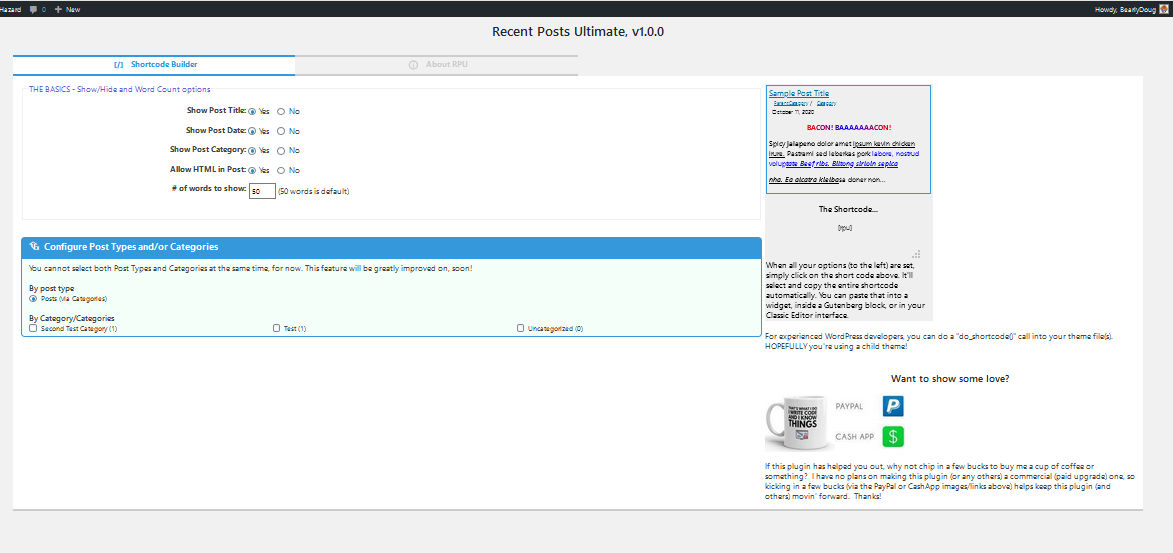 Hazard 0 + New Howdy, BearlyDoug
Recent Posts Ultimate, v1.0.0
[/] Shortcode Builder About RPU
THE BASICS - Show/Hide and Word Count options
Show Post Title: Yes No
Show Post Date: Yes No
Show Post Category: Yes No
Allow HTML in Post: Yes No
# of words to show: 50 (50 words is default)
Configure Post Types and/or Categories
You cannot select both Post Types and Categories at the same time, for now. This feature will be greatly improved on, soon!
By post type
Posts (via Categories)
By Category/Categories
Second Test Category (1) Test (1) Uncategorized (0)
Sample Post Title
ParentCategory / Category
October 11, 2020
BACON! BAAAAAAACON!
Spicy jalapeno dolor amet ipsum kevin chicken
irure. Pastrami sed leberkas pork labore, nostrud
voluptate Beef ribs. Biltong sirloin sepica
nha. Ea alcatra kielbasa doner non...
The Shortcode...
[rpu]
When all your options (to the left) are set,
simply click on the short code above. It'll
select and copy the entire shortcode
automatically. You can paste that into a
widget, inside a Gutenberg block, or in your
Classic Editor interface.
For experienced WordPress developers, you can do a "do_shortcode()" call into your theme file(s).
HOPEFULLY you're using a child theme!
Want to show some love?
THAT'S WHAT I DO
I WRITE CODE
AND I KNOW
THINGS
PAYPAL
CASH APP
If this plugin has helped you out, why not chip in a few bucks to buy me a cup of coffee or
something? I have no plans on making this plugin (or any others) a commercial (paid upgrade) one, so
kicking in a few bucks (via the PayPal or CashApp images/links above) helps keep this plugin (and
others) movin' forward. Thanks!